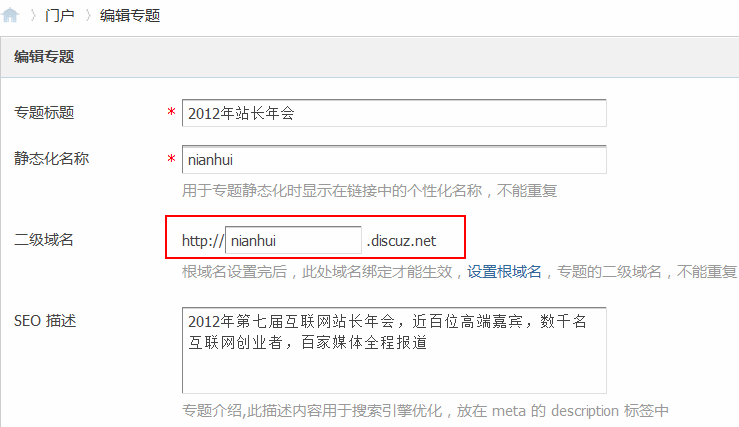 门户 编辑专题
编辑专题
专题标题 * 2012年站长年会
静态化名称 * nianhui
用于专题静态化时显示在链接中的个性化名称，不能重复
二级域名 http:// nianhui .discuz.net
根域名设置完后，此处域名绑定才能生效，设置根域名，专题的二级域名，不能重复
SEO 描述 2012年第七届互联网站长年会，近百位高端嘉宾，数千名
互联网创业者，百家媒体全程报道
专题介绍,此描述内容用于搜索引擎优化，放在 meta 的 description 标签中